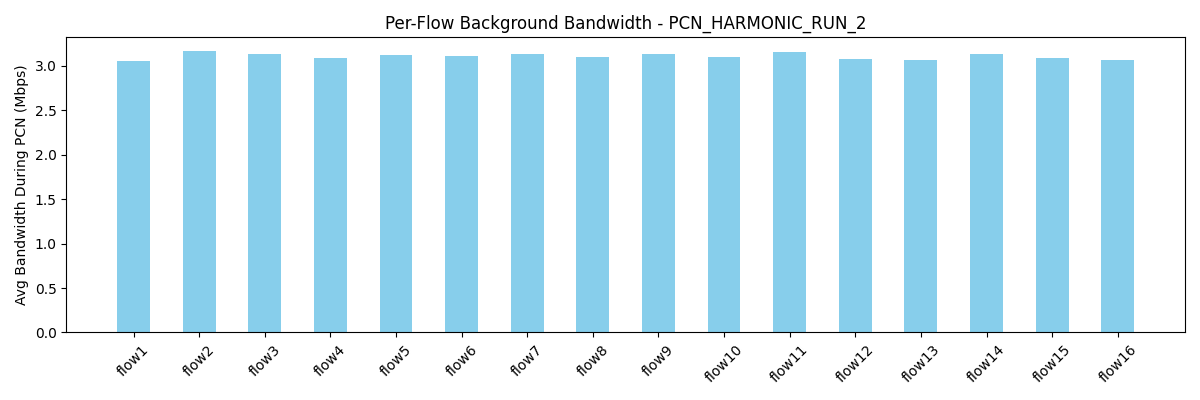 Per-Flow Background Bandwidth - PCN_HARMONIC_RUN_2
Avg Bandwidth During PCN (Mbps)
3.0
2.5
2.0
1.5
1.0
0.5
0.0
flow1 flow2 flow3 flow4 flow5 flow6 flow7 flow8 flow9 flow10 flow11 flow12 flow13 flow14 flow15 flow16